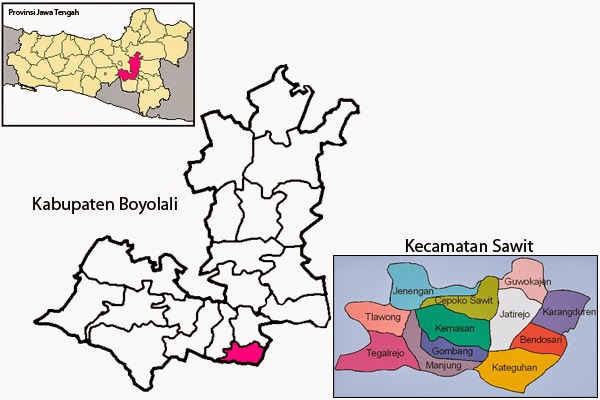 Provinsi Jawa Tengah
Kabupaten Boyolali
Kecamatan Sawit
Guwokajen
Jenengan
Cepoko Sawit
Karangduren
Tlawong
Jatirejo
Kemasan
Bendosari
Tegalrejo
Gombang
Manjung
Kateguhan